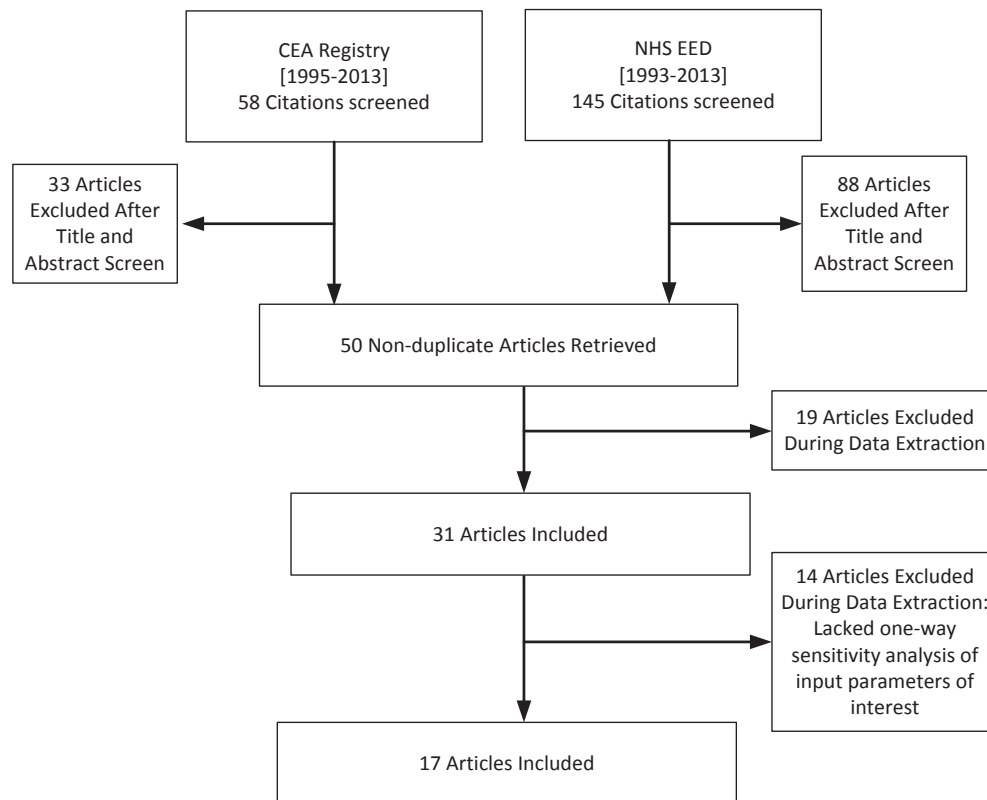 CEA Registry
[1995-2013]
58 Citations screened
NHS EED
[1993-2013]
145 Citations screened
33 Articles
Excluded After
Title and
Abstract Screen
88 Articles
Excluded After
Title and
Abstract Screen
50 Non-duplicate Articles Retrieved
19 Articles Excluded
During Data Extraction
31 Articles Included
14 Articles Excluded
During Data Extraction:
Lacked one-way
sensitivity analysis of
input parameters of
interest
17 Articles Included